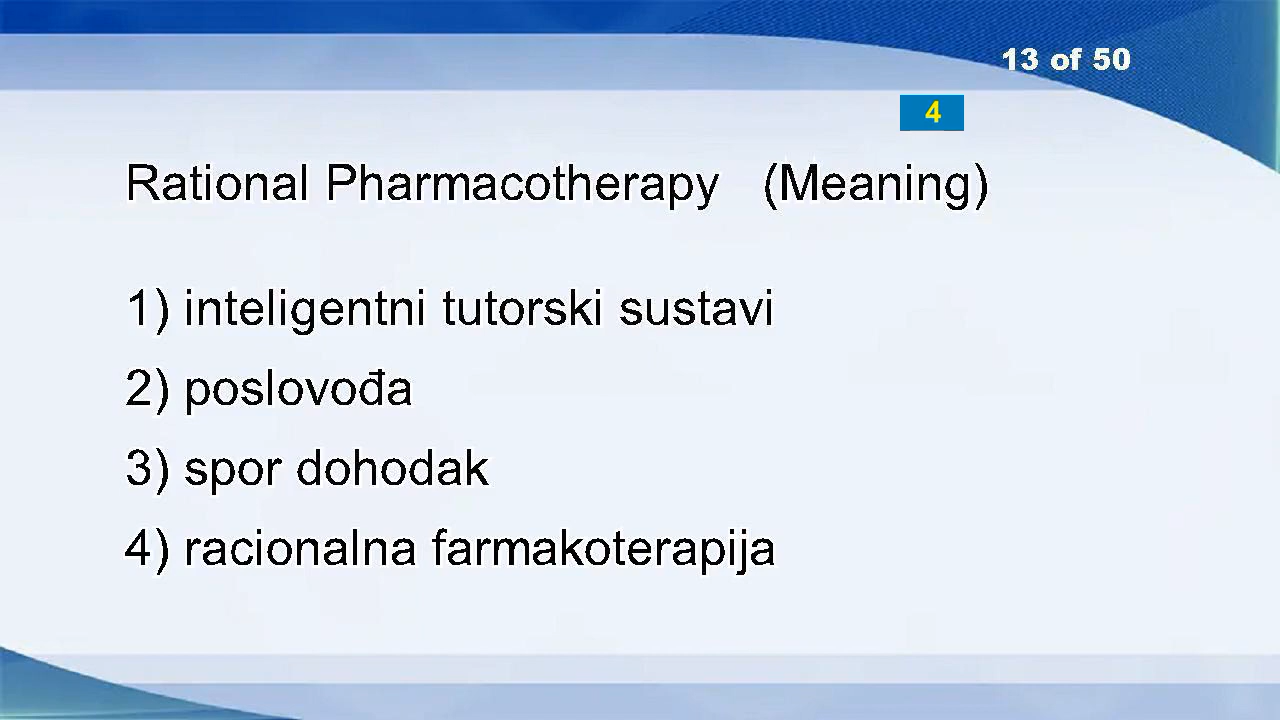 13 of 50
4
Rational Pharmacotherapy (Meaning)
1) inteligentni tutorski sustavi
2) poslovođa
3) spor dohodak
4) racionalna farmakoterapija